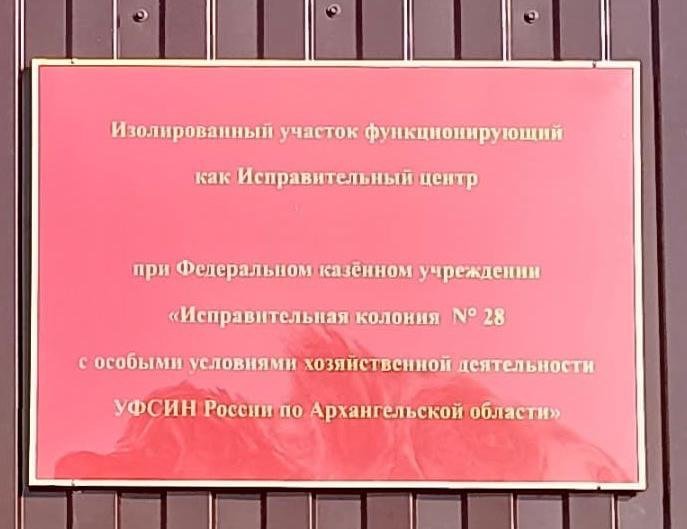 Изолированный участок функционирующий
как Исправительный центр
при Федеральном казённом учреждении
«Исправительная колония № 28
с особыми условиями хозяйственной деятельности
УФСИН России по Архангельской области»